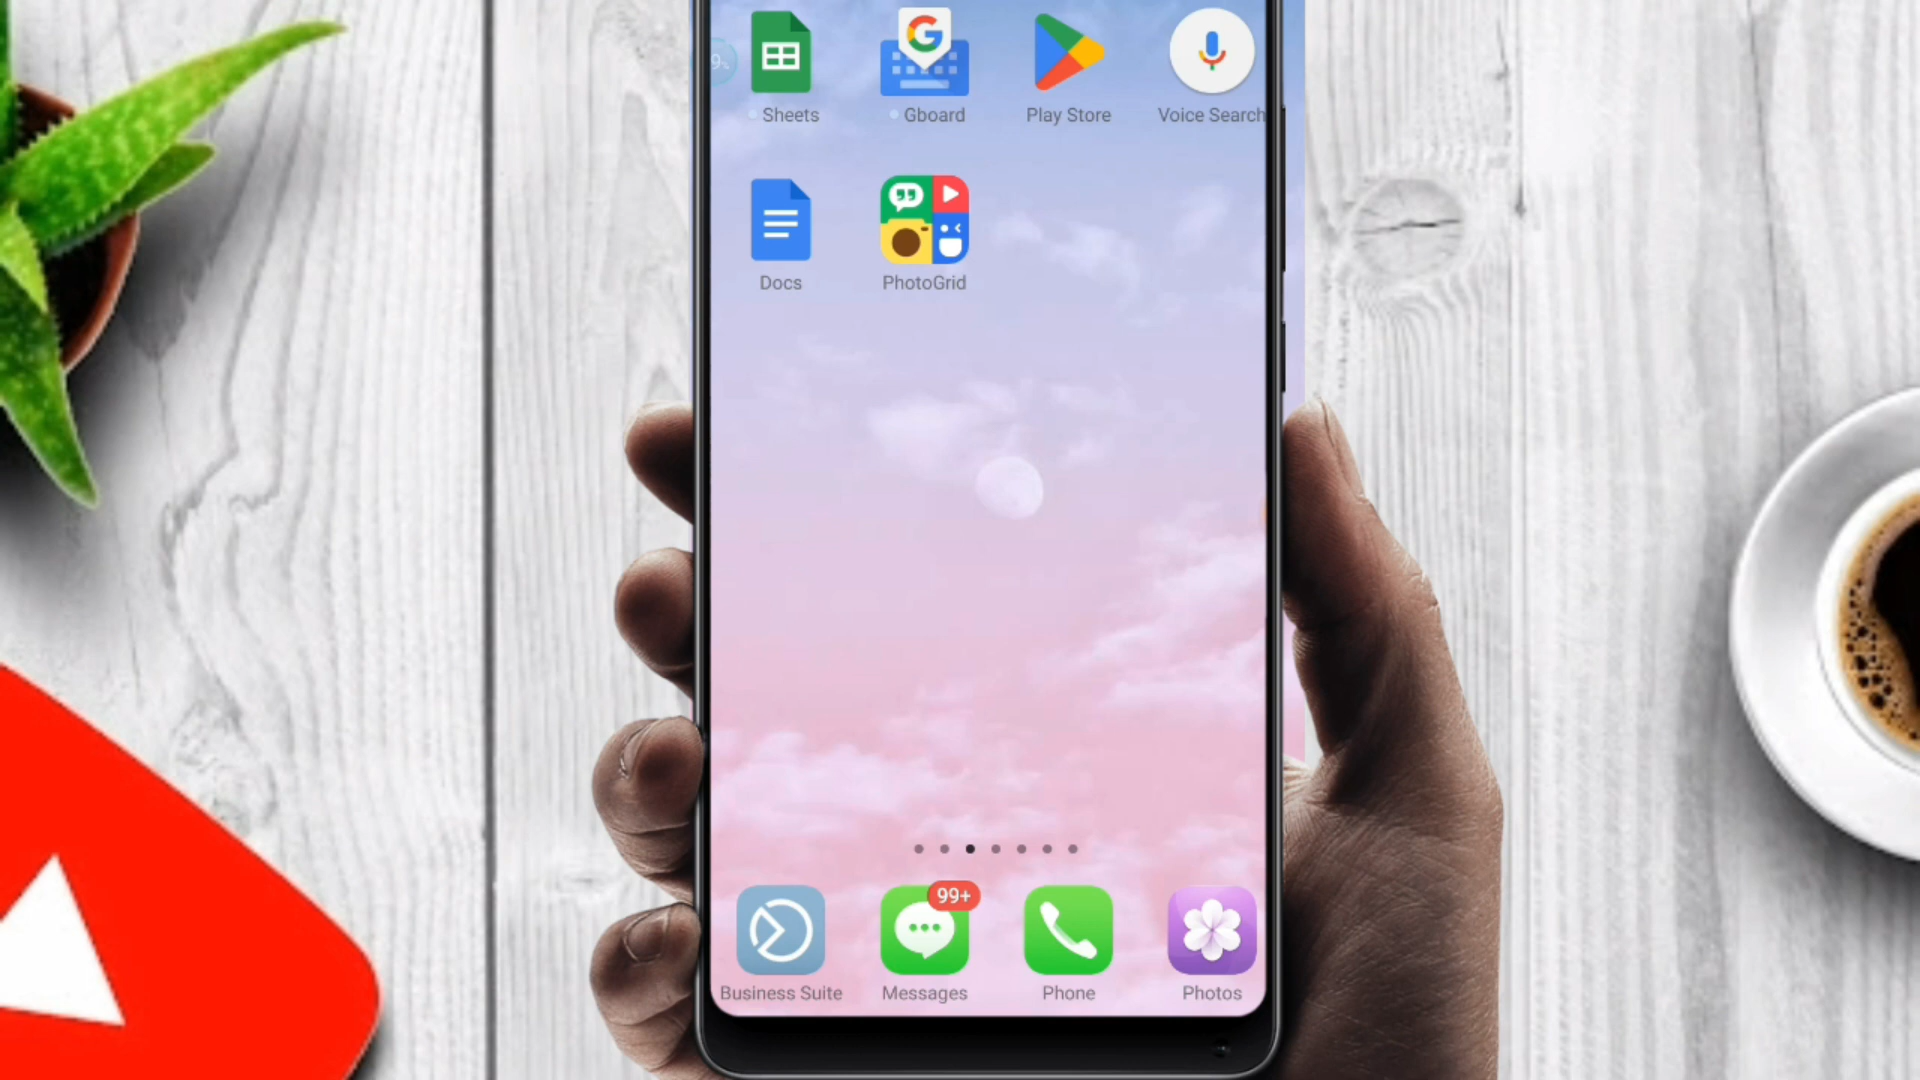 Sheets
Gboard
Play Store
Voice Search
Docs
PhotoGrid
99+
Business Suite
Messages
Phone
Photos